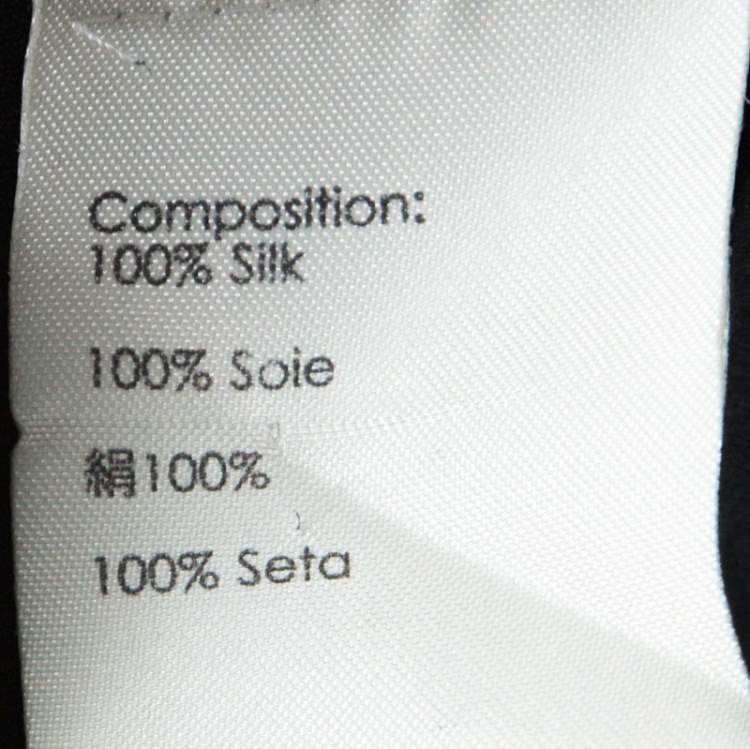 Composition:
100% Silk
100% Soie
絹100%
100% Seta